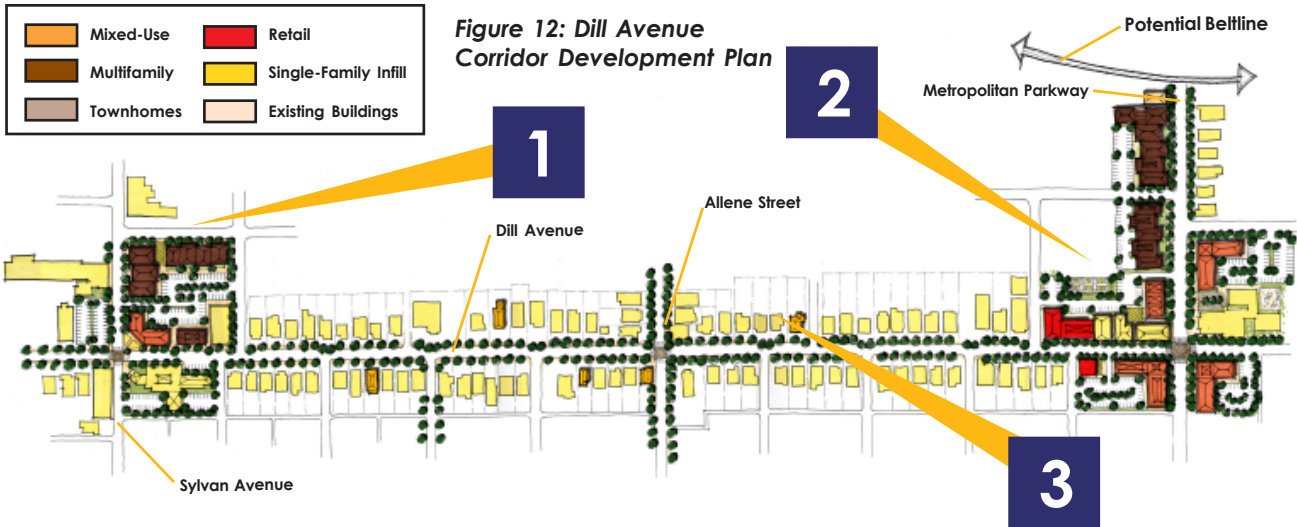 Mixed-Use
Retail
Multifamily
Single-Family Infill
Townhomes
Existing Buildings
Figure 12: Dill Avenue
Corridor Development Plan
Potential Beltline
Metropolitan Parkway
1
2
Allene Street
Dill Avenue
Sylvan Avenue
3